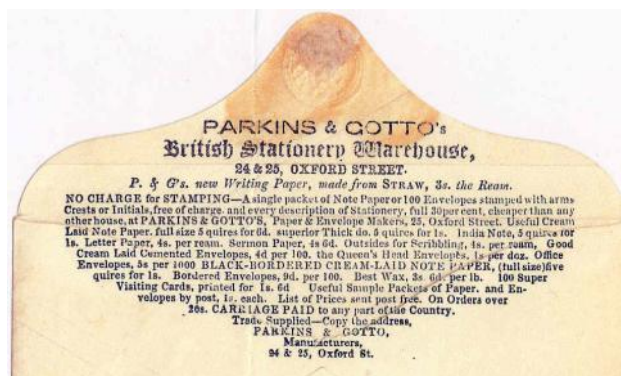 PARKINS & GOTTO's
British Stationery Warehouse,
24 & 25, OXFORD STREET.
P. & G's. new Writing Paper, made from STRAW, 3s. the Ream.
NO CHARGE for STAMPING—A single packet of Note Paper or 100 Envelopes stamped with arms
Crests or Initials, free of charge. and every description of Stationery, full 30 per cent, cheaper than any
other house, at PARKINS & GOTTO'S, Paper & Envelope Makers, 25, Oxford Street. Useful Cream
Laid Note Paper. full size 5 quires for 6d. superior Thick do. 5 quires for 1s. India Note, 5 quires for
1s. Letter Paper, 4s. per ream. Sermon Paper, 4s 6d. Outsides for Scribbling, 4s. per ream, Good
Cream Laid Cemented Envelopes, 4d per 100. the Queen's Head Envelopes, 1s per doz. Office
Envelopes, 5s per 1000 BLACK-BORDERED CREAM-LAID NOTE PAPER, (full size) five
quires for 1s. Bordered Envelopes, 9d. per 100. Best Wax, 3s. 6d. per lb. 100 Super
Visiting Cards, printed for 1s. 6d Useful Sample Packets of Paper. and En-
velopes by post, 1s. each. List of Prices sent post free. On Orders over
20s. CARRIAGE PAID to any part of the Country.
Trade Supplied—Copy the address,
PARKINS & GOTTO,
Manufacturers,
24 & 25, Oxford St.